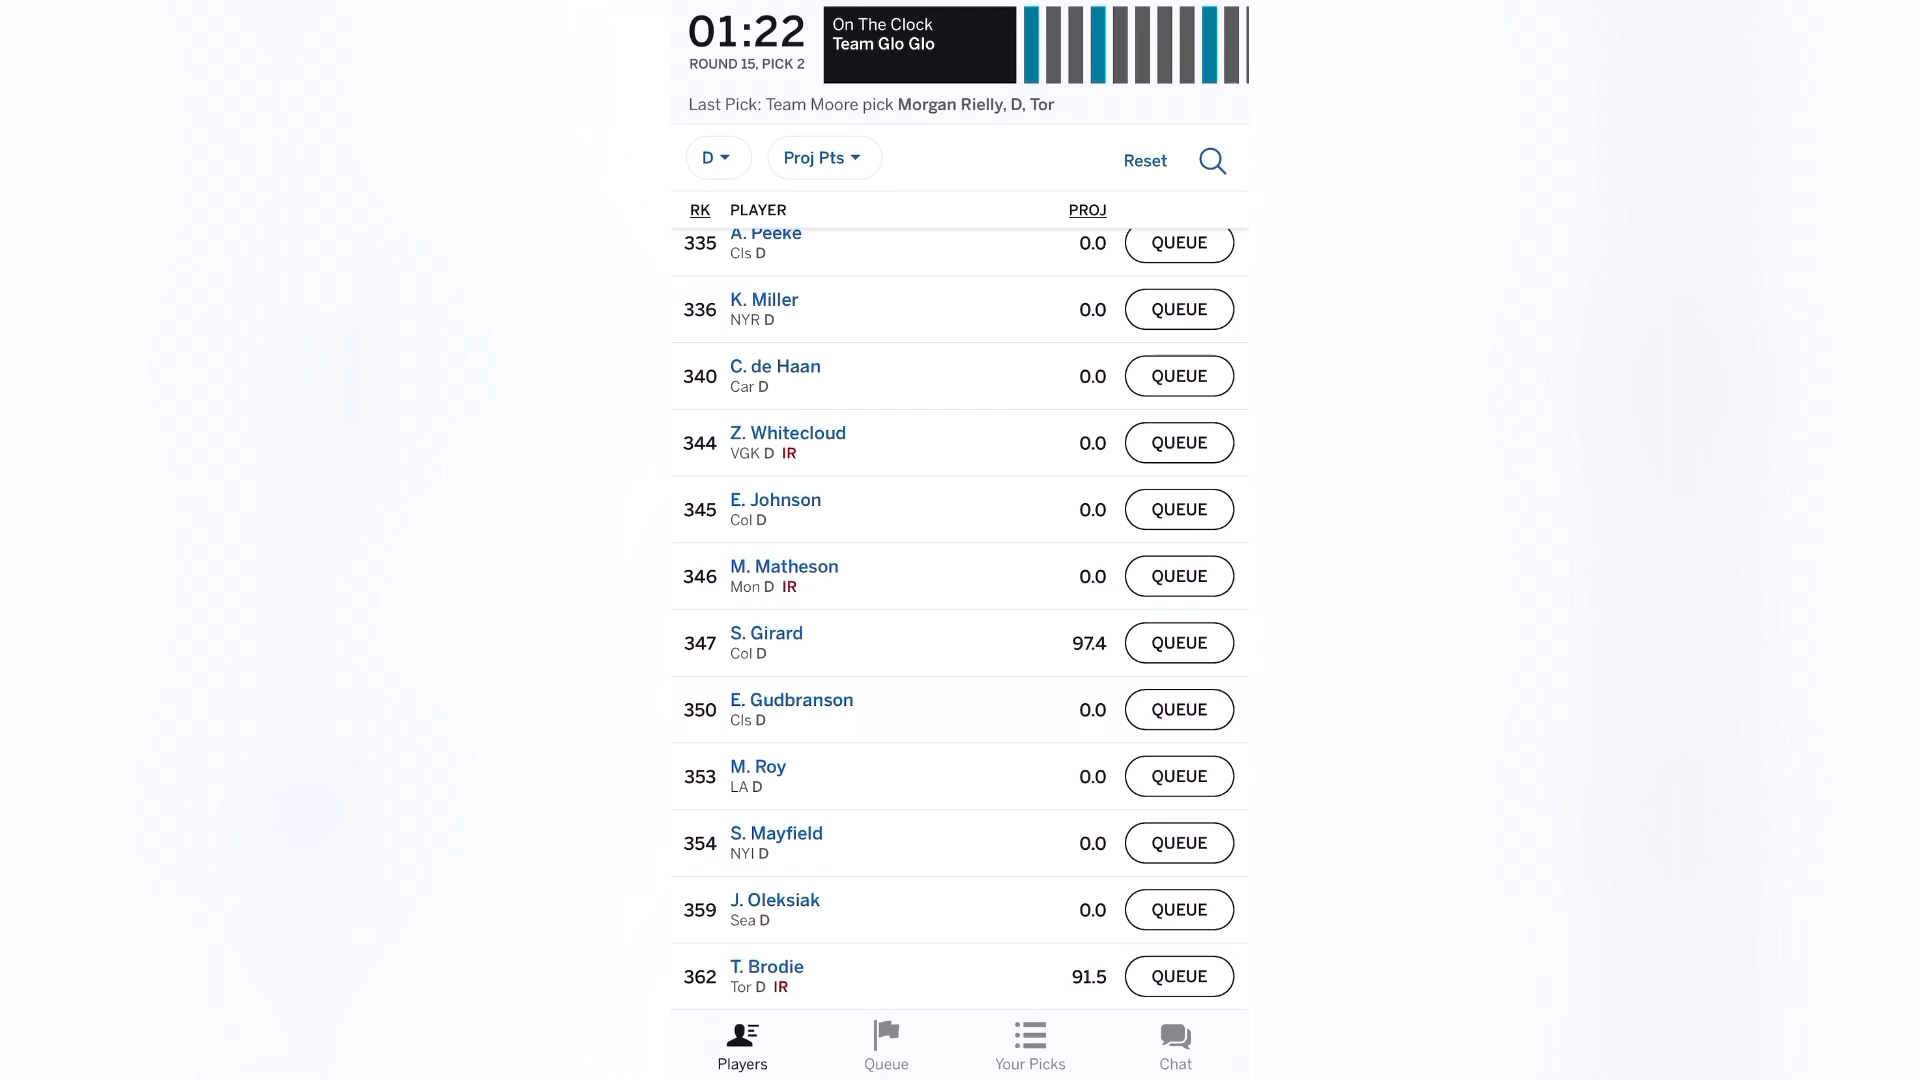 01:22
ROUND 15, PICK 2
On The Clock
Team Glo Glo
Last Pick: Team Moore pick Morgan Rielly, D, Tor
D
Proj Pts
Reset
RK PLAYER PROJ
335 A. Peeke 0.0 QUEUE
Cls D
336 K. Miller 0.0 QUEUE
NYR D
340 C. de Haan 0.0 QUEUE
Car D
344 Z. Whitecloud 0.0 QUEUE
VGK D IR
345 E. Johnson 0.0 QUEUE
Col D
346 M. Matheson 0.0 QUEUE
Mon D IR
347 S. Girard 97.4 QUEUE
Col D
350 E. Gudbranson 0.0 QUEUE
Cls D
353 M. Roy 0.0 QUEUE
LA D
354 S. Mayfield 0.0 QUEUE
NYI D
359 J. Oleksiak 0.0 QUEUE
Sea D
362 T. Brodie 91.5 QUEUE
Tor D IR
Players Queue Your Picks Chat